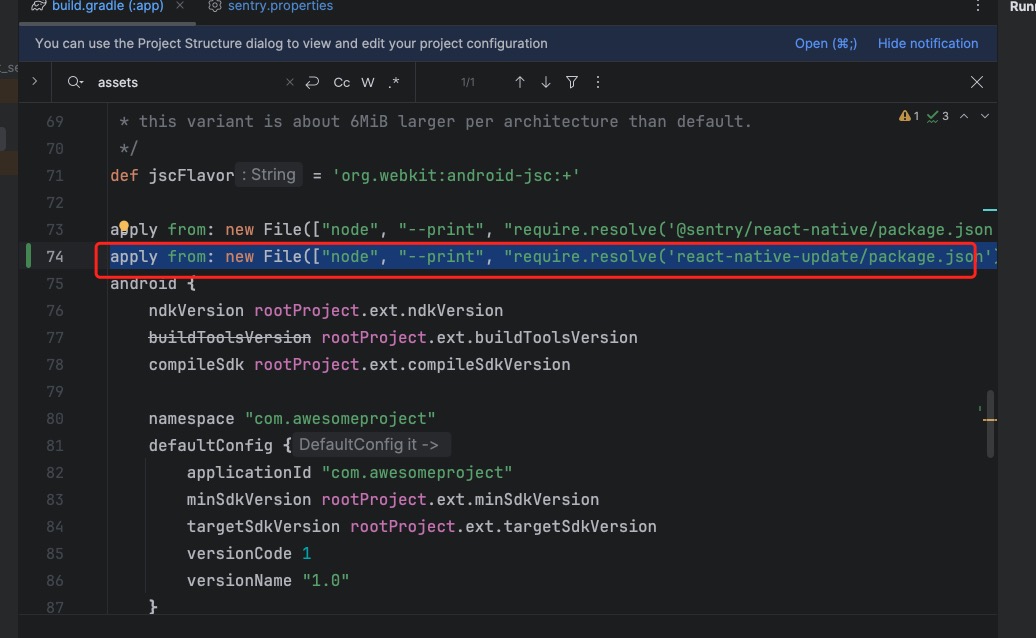 build.gradle (:app)
sentry.properties
Runn
You can use the Project Structure dialog to view and edit your project configuration
Open (⌘;)
Hide notification
_se
assets
Cc
W
.*
1/1
1
3
69 * this variant is about 6MiB larger per architecture than default.
70 */
71 def jscFlavor : String = 'org.webkit:android-jsc:+'
72
73 apply from: new File(["node", "--print", "require.resolve('@sentry/react-native/package.json
74 apply from: new File(["node", "--print", "require.resolve('react-native-update/package.json'
75 android {
76 ndkVersion rootProject.ext.ndkVersion
77 buildToolsVersion rootProject.ext.buildToolsVersion
78 compileSdk rootProject.ext.compileSdkVersion
79
80 namespace "com.awesomeproject"
81 defaultConfig { DefaultConfig it ->
82 applicationId "com.awesomeproject"
83 minSdkVersion rootProject.ext.minSdkVersion
84 targetSdkVersion rootProject.ext.targetSdkVersion
85 versionCode 1
86 versionName "1.0"
87 }